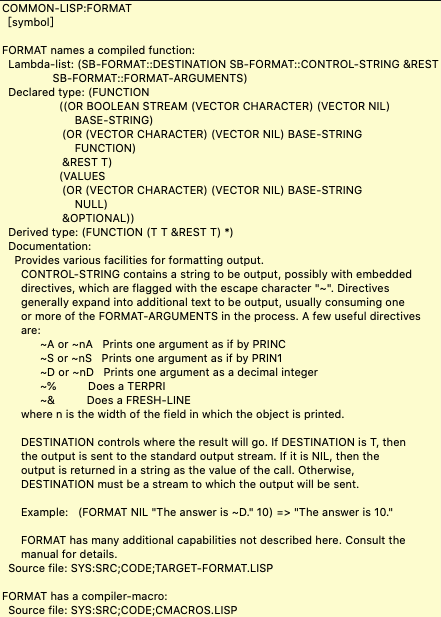 COMMON-LISP:FORMAT
[symbol]
FORMAT names a compiled function:
Lambda-list: (SB-FORMAT::DESTINATION SB-FORMAT::CONTROL-STRING &REST
SB-FORMAT::FORMAT-ARGUMENTS)
Declared type: (FUNCTION
((OR BOOLEAN STREAM (VECTOR CHARACTER) (VECTOR NIL)
BASE-STRING)
(OR (VECTOR CHARACTER) (VECTOR NIL) BASE-STRING
FUNCTION)
&REST T)
(VALUES
(OR (VECTOR CHARACTER) (VECTOR NIL) BASE-STRING
NULL)
&OPTIONAL))
Derived type: (FUNCTION (T T &REST T) *)
Documentation:
Provides various facilities for formatting output.
CONTROL-STRING contains a string to be output, possibly with embedded
directives, which are flagged with the escape character "~". Directives
generally expand into additional text to be output, usually consuming one
or more of the FORMAT-ARGUMENTS in the process. A few useful directives
are:
~A or ~nA Prints one argument as if by PRINC
~S or ~nS Prints one argument as if by PRIN1
~D or ~nD Prints one argument as a decimal integer
~% Does a TERPRI
~& Does a FRESH-LINE
where n is the width of the field in which the object is printed.
DESTINATION controls where the result will go. If DESTINATION is T, then
the output is sent to the standard output stream. If it is NIL, then the
output is returned in a string as the value of the call. Otherwise,
DESTINATION must be a stream to which the output will be sent.
Example: (FORMAT NIL "The answer is ~D." 10) => "The answer is 10."
FORMAT has many additional capabilities not described here. Consult the
manual for details.
Source file: SYS:SRC;CODE;TARGET-FORMAT.LISP
FORMAT has a compiler-macro:
Source file: SYS:SRC;CODE;CMACROS.LISP